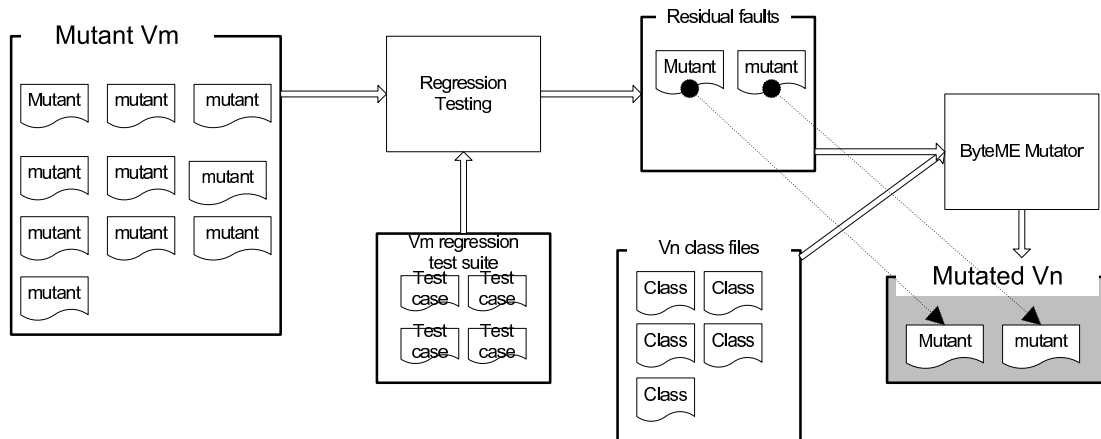 Mutant Vm
Mutant mutant mutant
mutant mutant mutant
mutant mutant mutant
mutant
Regression
Testing
Vm regression
test suite
Test Test
case case
Test Test
case case
Residual faults
Mutant mutant
Vn class files
Class Class
Class Class
Class
ByteME Mutator
Mutated Vn
Mutant mutant